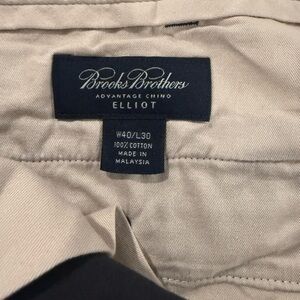 Brooks Brothers
ADVANTAGE CHINO
ELLIOT
W40/L30
100% COTTON
MADE IN
MALAYSIA